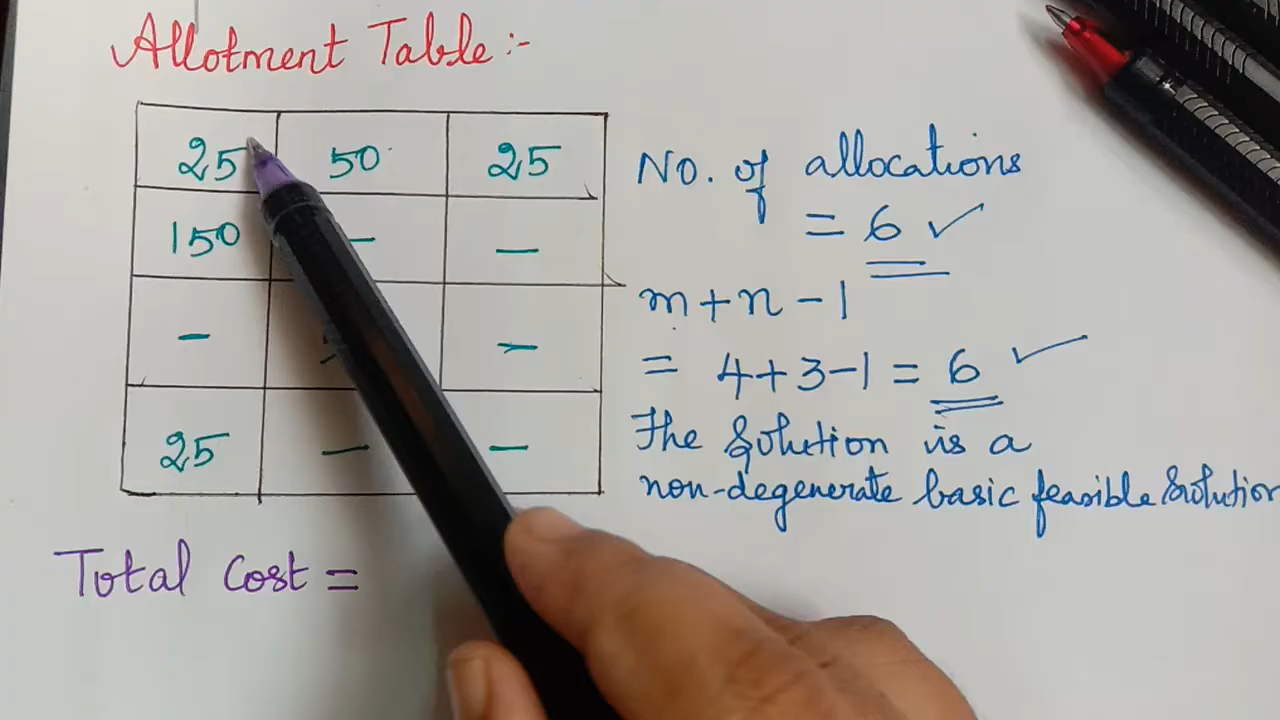 Allotment Table :-
25 50 25
150 – –
– –
25 – –
No. of allocations
= 6 ✓
m + n - 1
= 4 + 3 - 1 = 6 ✓
The Solution is a
non-degenerate basic feasible Solution
Total Cost =